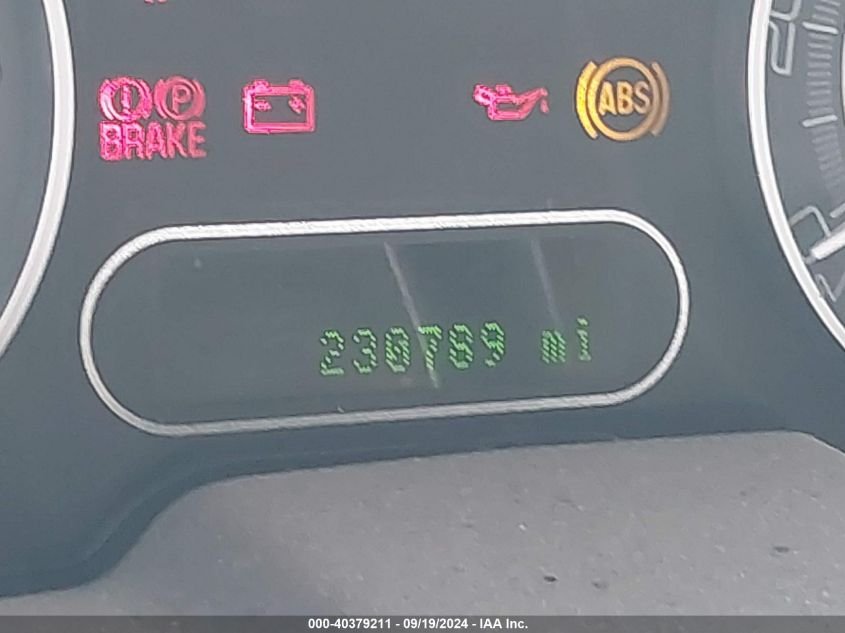 BRAKE
ABS
230789 mi
000-40379211 - 09/19/2024 - IAA Inc.